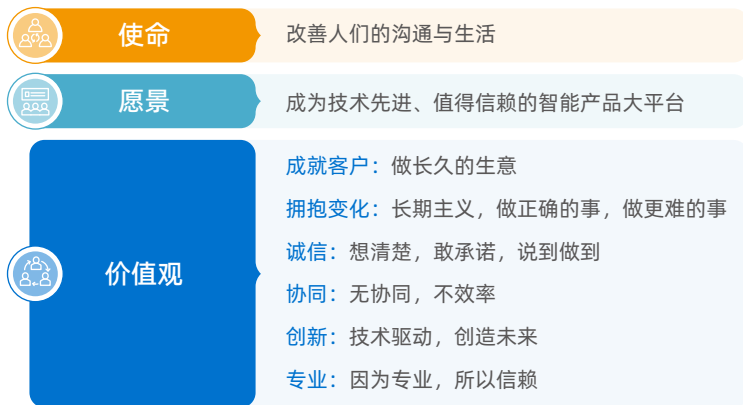 使命
改善人们的沟通与生活
愿景
成为技术先进、值得信赖的智能产品大平台
价值观
成就客户：做长久的生意
拥抱变化：长期主义，做正确的事，做更难的事
诚信：想清楚，敢承诺，说到做到
协同：无协同，不效率
创新：技术驱动，创造未来
专业：因为专业，所以信赖